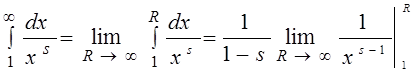 ∫₁^∞ dx/x^s = lim_{R → ∞} ∫₁^R dx/x^s = 1/(1 − s) lim_{R → ∞} 1/x^{s−1} |₁^R